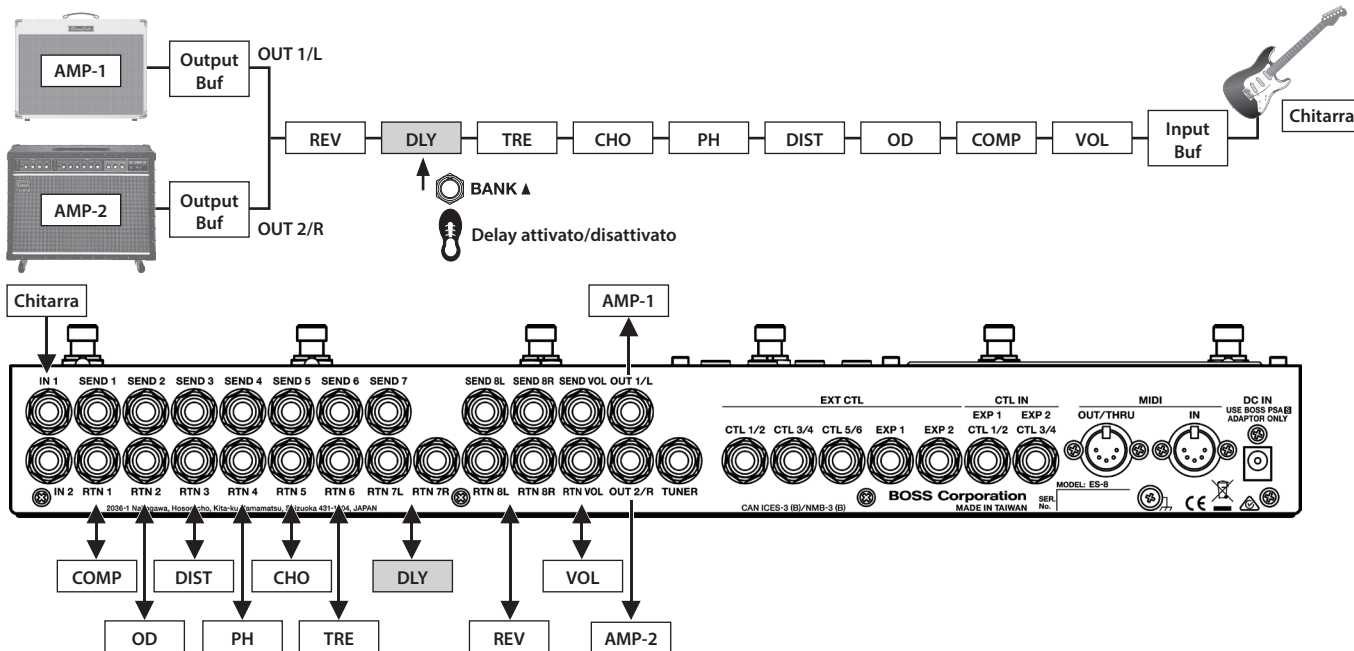 AMP-1
Output
Buf
OUT 1/L
AMP-2
Output
Buf
OUT 2/R
REV
DLY
TRE
CHO
PH
DIST
OD
COMP
VOL
Input
Buf
Chitarra
BANK ▲
Delay attivato/disattivato
Chitarra
AMP-1
IN 1 SEND 1 SEND 2 SEND 3 SEND 4 SEND 5 SEND 6 SEND 7 SEND 8L SEND 8R SEND VOL OUT 1/L
IN 2 RTN 1 RTN 2 RTN 3 RTN 4 RTN 5 RTN 6 RTN 7L RTN 7R RTN 8L RTN 8R RTN VOL OUT 2/R TUNER
EXT CTL
CTL 1/2 CTL 3/4 CTL 5/6 EXP 1 EXP 2
CTL IN
EXP 1 EXP 2
CTL 1/2 CTL 3/4
MIDI
OUT/THRU IN
DC IN
USE BOSS PSA S
ADAPTOR ONLY
MODEL: ES-8
SER.
No.
BOSS Corporation
MADE IN TAIWAN
CAN ICES-3 (B)/NMB-3 (B)
CE
2036-1 Kita-ku 431- JAPAN
COMP
DIST
CHO
DLY
VOL
OD
PH
TRE
REV
AMP-2